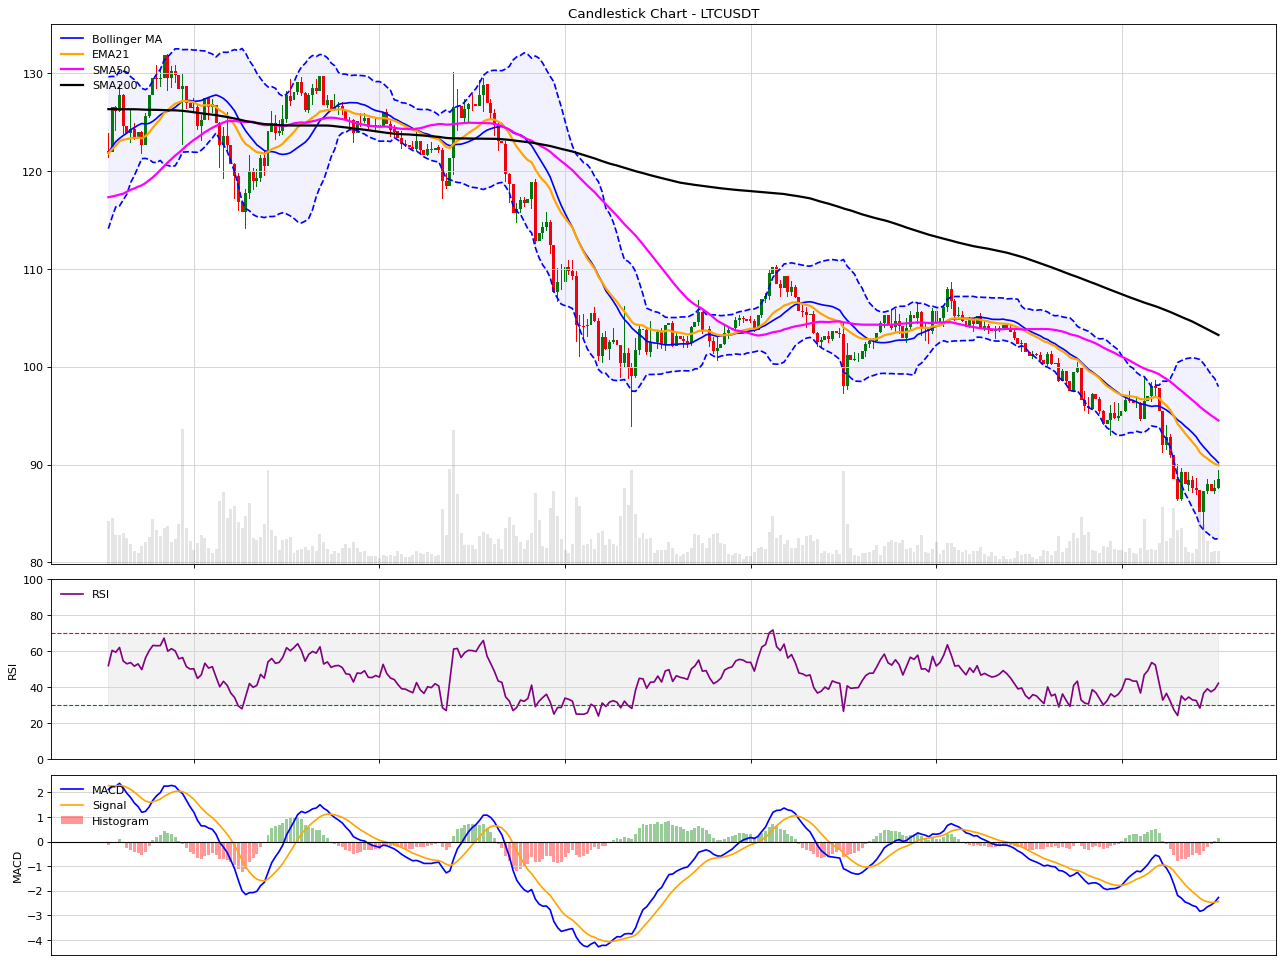 Candlestick Chart - LTCUSDT
Bollinger MA
EMA21
SMA50
SMA200
130
120
110
100
90
80
RSI
100
80
60
40
20
0
RSI
MACD
Signal
Histogram
2
1
0
−1
−2
−3
−4
MACD